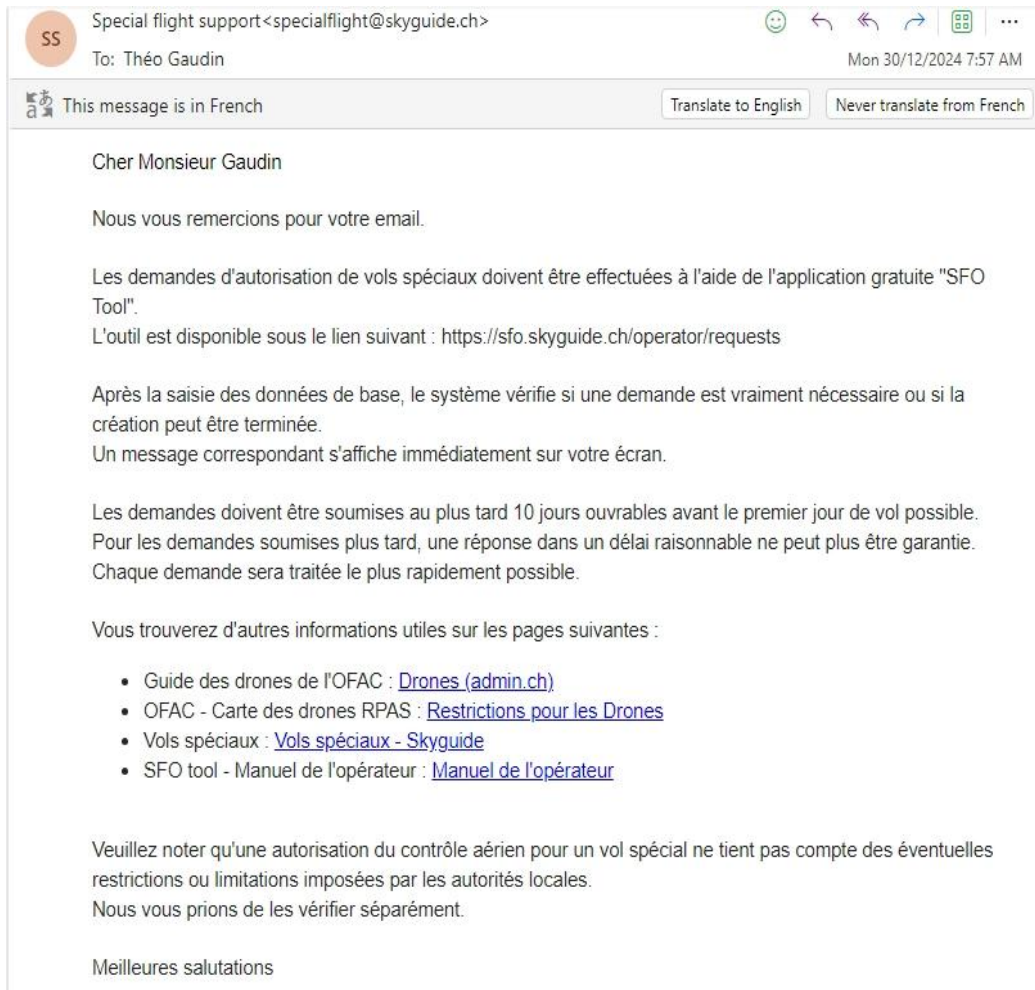 SS
Special flight support<specialflight@skyguide.ch>
To: Théo Gaudin
Mon 30/12/2024 7:57 AM
This message is in French
Translate to English
Never translate from French
Cher Monsieur Gaudin
Nous vous remercions pour votre email.
Les demandes d'autorisation de vols spéciaux doivent être effectuées à l'aide de l'application gratuite "SFO
Tool".
L'outil est disponible sous le lien suivant : https://sfo.skyguide.ch/operator/requests
Après la saisie des données de base, le système vérifie si une demande est vraiment nécessaire ou si la
création peut être terminée.
Un message correspondant s'affiche immédiatement sur votre écran.
Les demandes doivent être soumises au plus tard 10 jours ouvrables avant le premier jour de vol possible.
Pour les demandes soumises plus tard, une réponse dans un délai raisonnable ne peut plus être garantie.
Chaque demande sera traitée le plus rapidement possible.
Vous trouverez d'autres informations utiles sur les pages suivantes :
• Guide des drones de l'OFAC : Drones (admin.ch)
• OFAC - Carte des drones RPAS : Restrictions pour les Drones
• Vols spéciaux : Vols spéciaux - Skyguide
• SFO tool - Manuel de l'opérateur : Manuel de l'opérateur
Veuillez noter qu'une autorisation du contrôle aérien pour un vol spécial ne tient pas compte des éventuelles
restrictions ou limitations imposées par les autorités locales.
Nous vous prions de les vérifier séparément.
Meilleures salutations